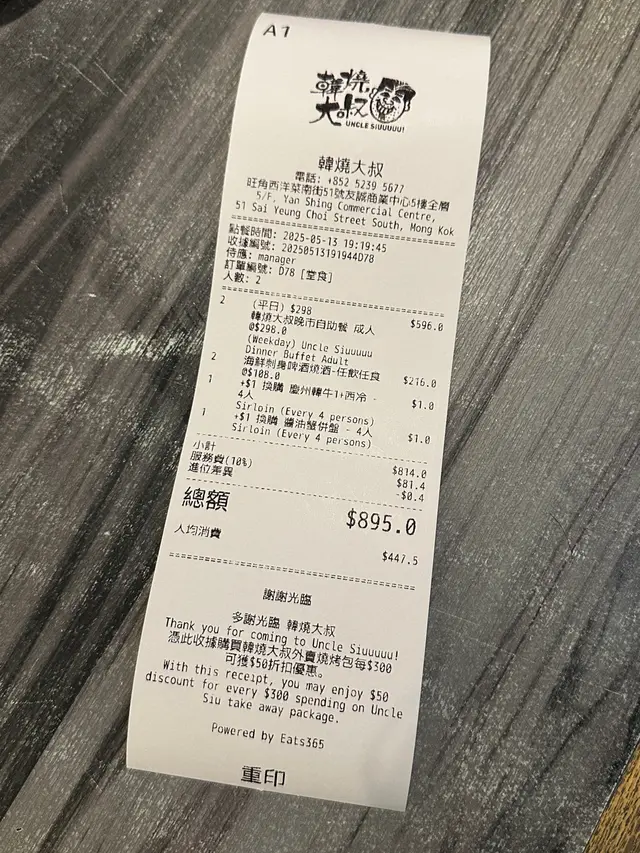 A1
韓燒
大叔
UNCLE SIUUUUU!
韓燒大叔
電話: +852 5239 5677
旺角西洋菜南街51號友誠商業中心5樓全層
5/F, Yan Shing Commercial Centre,
51 Sai Yeung Choi Street South, Mong Kok
點餐時間: 2025-05-13 19:19:45
收據編號: 20250513191944D78
侍應: manager
訂單編號: D78 [堂食]
人數: 2
2 (平日) $298 $596.0
韓燒大叔晚市自助餐 成人
@$298.0
(Weekday) Uncle Siuuuuu
Dinner Buffet Adult
2 海鮮刺身啤酒燒酒-任飲任食 $216.0
@$108.0
1 +$1 換購 慶州韓牛1+西冷 - $1.0
4人
Sirloin (Every 4 persons)
1 +$1 換購 醬油蟹併盤 - 4人 $1.0
Sirloin (Every 4 persons)
小計 $814.0
服務費(10%) $81.4
進位差異 -$0.4
總額 $895.0
人均消費 $447.5
謝謝光臨
多謝光臨 韓燒大叔
Thank you for coming to Uncle Siuuuuu!
憑此收據購買韓燒大叔外賣燒烤包每$300
可獲$50折扣優惠。
With this receipt, you may enjoy $50
discount for every $300 spending on Uncle
Siu take away package.
Powered by Eats365
重印